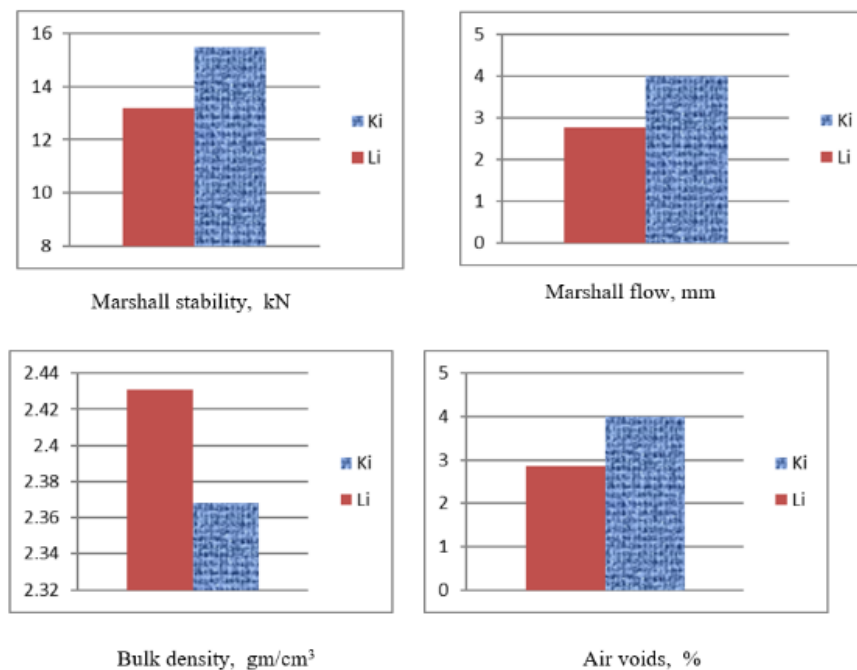 16
14
12
10
8
Ki
Li
Marshall stability, kN
5
4
3
2
1
0
Ki
Li
Marshall flow, mm
2.44
2.42
2.4
2.38
2.36
2.34
2.32
Ki
Li
Bulk density, gm/cm³
5
4
3
2
1
0
Ki
Li
Air voids, %